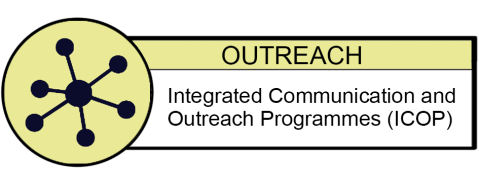 OUTREACH
Integrated Communication and
Outreach Programmes (ICOP)